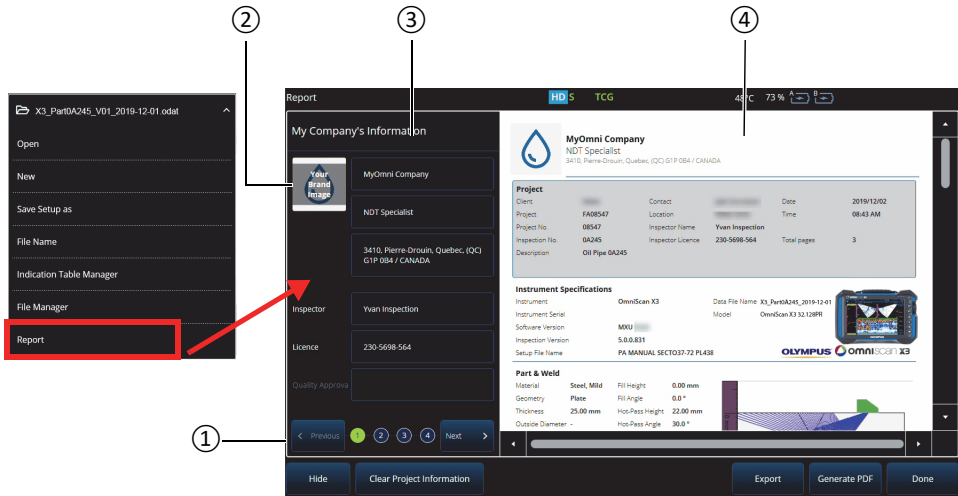 ② ③ ④
X3_Part0A245_V01_2019-12-01.odat
Open
New
Save Setup as
File Name
Indication Table Manager
File Manager
Report
Report HD S TCG 48°C 73 % A B
My Company's Information
Your
Brand
Image
MyOmni Company
NDT Specialist
3410, Pierre-Drouin, Quebec, (QC)
G1P 0B4 / CANADA
Inspector Yvan Inspection
Licence 230-5698-564
Quality Approva
①
Previous 1 2 3 4 Next
MyOmni Company
NDT Specialist
3410, Pierre-Drouin, Quebec, (QC) G1P 0B4 / CANADA
Project
Client Contact Date 2019/12/02
Project FA08547 Location Time 08:43 AM
Project No. 08547 Inspector Name Yvan Inspection
Inspection No. 0A245 Inspector Licence 230-5698-564 Total pages 3
Description Oil Pipe 0A245
Instrument Specifications
Instrument OmniScan X3 Data File Name X3_Part0A245_2019-12-01
Instrument Serial Model OmniScan X3 32.128PR
Software Version MXU
Inspection Version 5.0.0.831
Setup File Name PA MANUAL SECTO37-72 PL438
OLYMPUS omniscan X3
Part & Weld
Material Steel, Mild Fill Height 0.00 mm
Geometry Plate Fill Angle 0.0 °
Thickness 25.00 mm Hot-Pass Height 22.00 mm
Outside Diameter - Hot-Pass Angle 30.0 °
Hide Clear Project Information Export Generate PDF Done